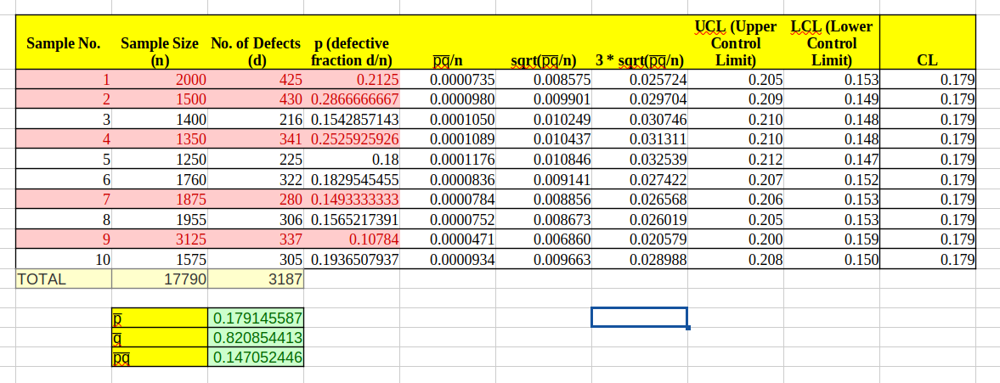 Sample No. Sample Size (n) No. of Defects (d) p (defective fraction d/n) p̅q̅/n sqrt(p̅q̅/n) 3 * sqrt(p̅q̅/n) UCL (Upper Control Limit) LCL (Lower Control Limit) CL
1 2000 425 0.2125 0.0000735 0.008575 0.025724 0.205 0.153 0.179
2 1500 430 0.2866666667 0.0000980 0.009901 0.029704 0.209 0.149 0.179
3 1400 216 0.1542857143 0.0001050 0.010249 0.030746 0.210 0.148 0.179
4 1350 341 0.2525925926 0.0001089 0.010437 0.031311 0.210 0.148 0.179
5 1250 225 0.18 0.0001176 0.010846 0.032539 0.212 0.147 0.179
6 1760 322 0.1829545455 0.0000836 0.009141 0.027422 0.207 0.152 0.179
7 1875 280 0.1493333333 0.0000784 0.008856 0.026568 0.206 0.153 0.179
8 1955 306 0.1565217391 0.0000752 0.008673 0.026019 0.205 0.153 0.179
9 3125 337 0.10784 0.0000471 0.006860 0.020579 0.200 0.159 0.179
10 1575 305 0.1936507937 0.0000934 0.009663 0.028988 0.208 0.150 0.179
TOTAL 17790 3187
p̅ 0.179145587
q̅ 0.820854413
p̅q̅ 0.147052446